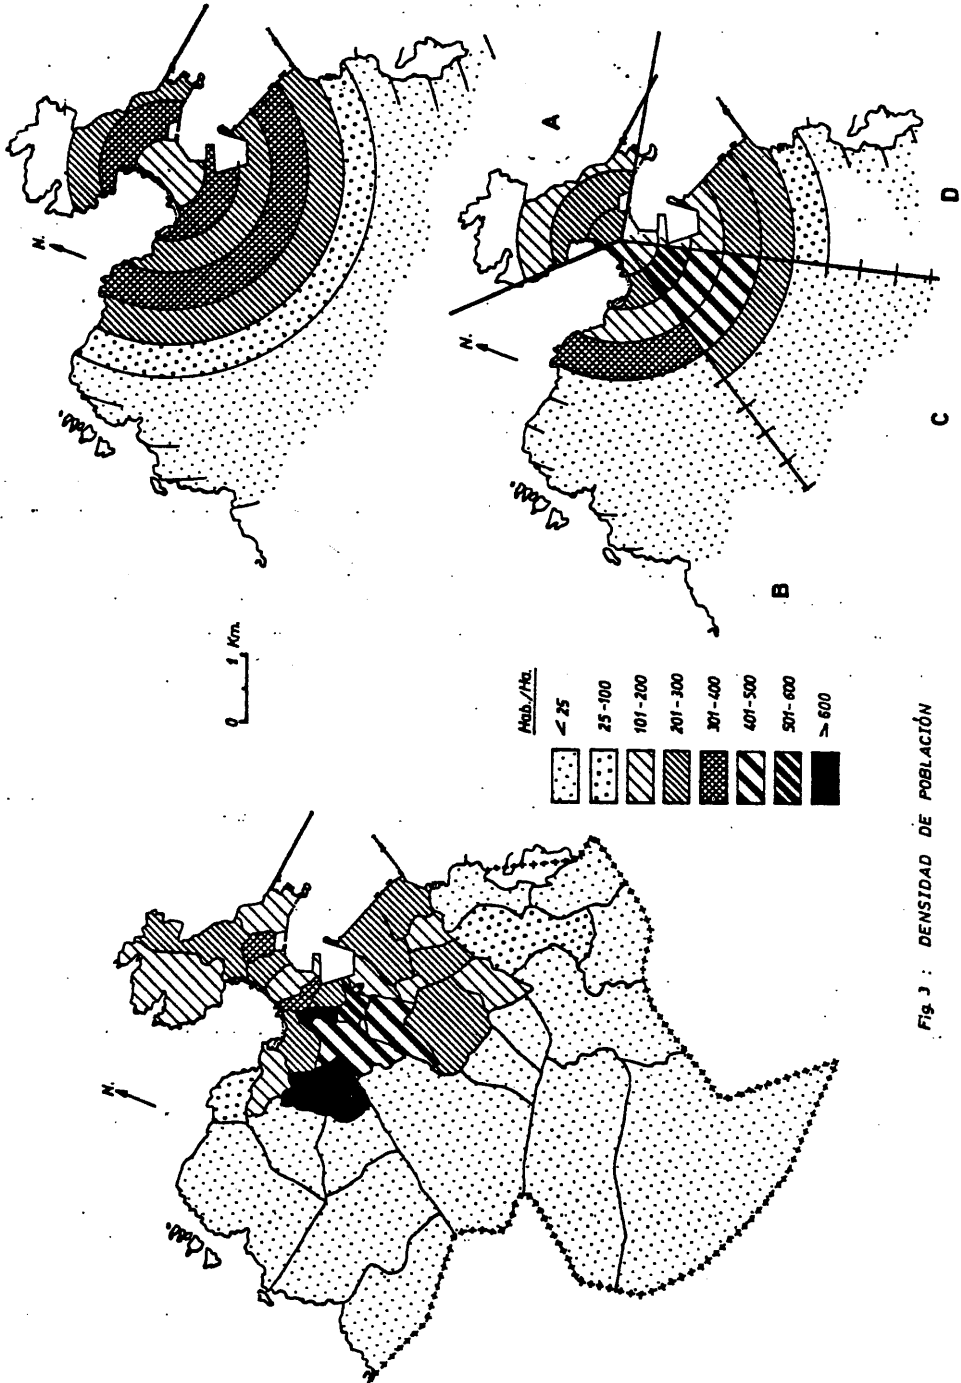 N.
N.
A
B
C
D
0 1 Km.
Hab./Ha.
< 25
25-100
101-200
201-300
301-400
401-500
501-600
> 600
N.
Fig. 3 : DENSIDAD DE POBLACIÓN